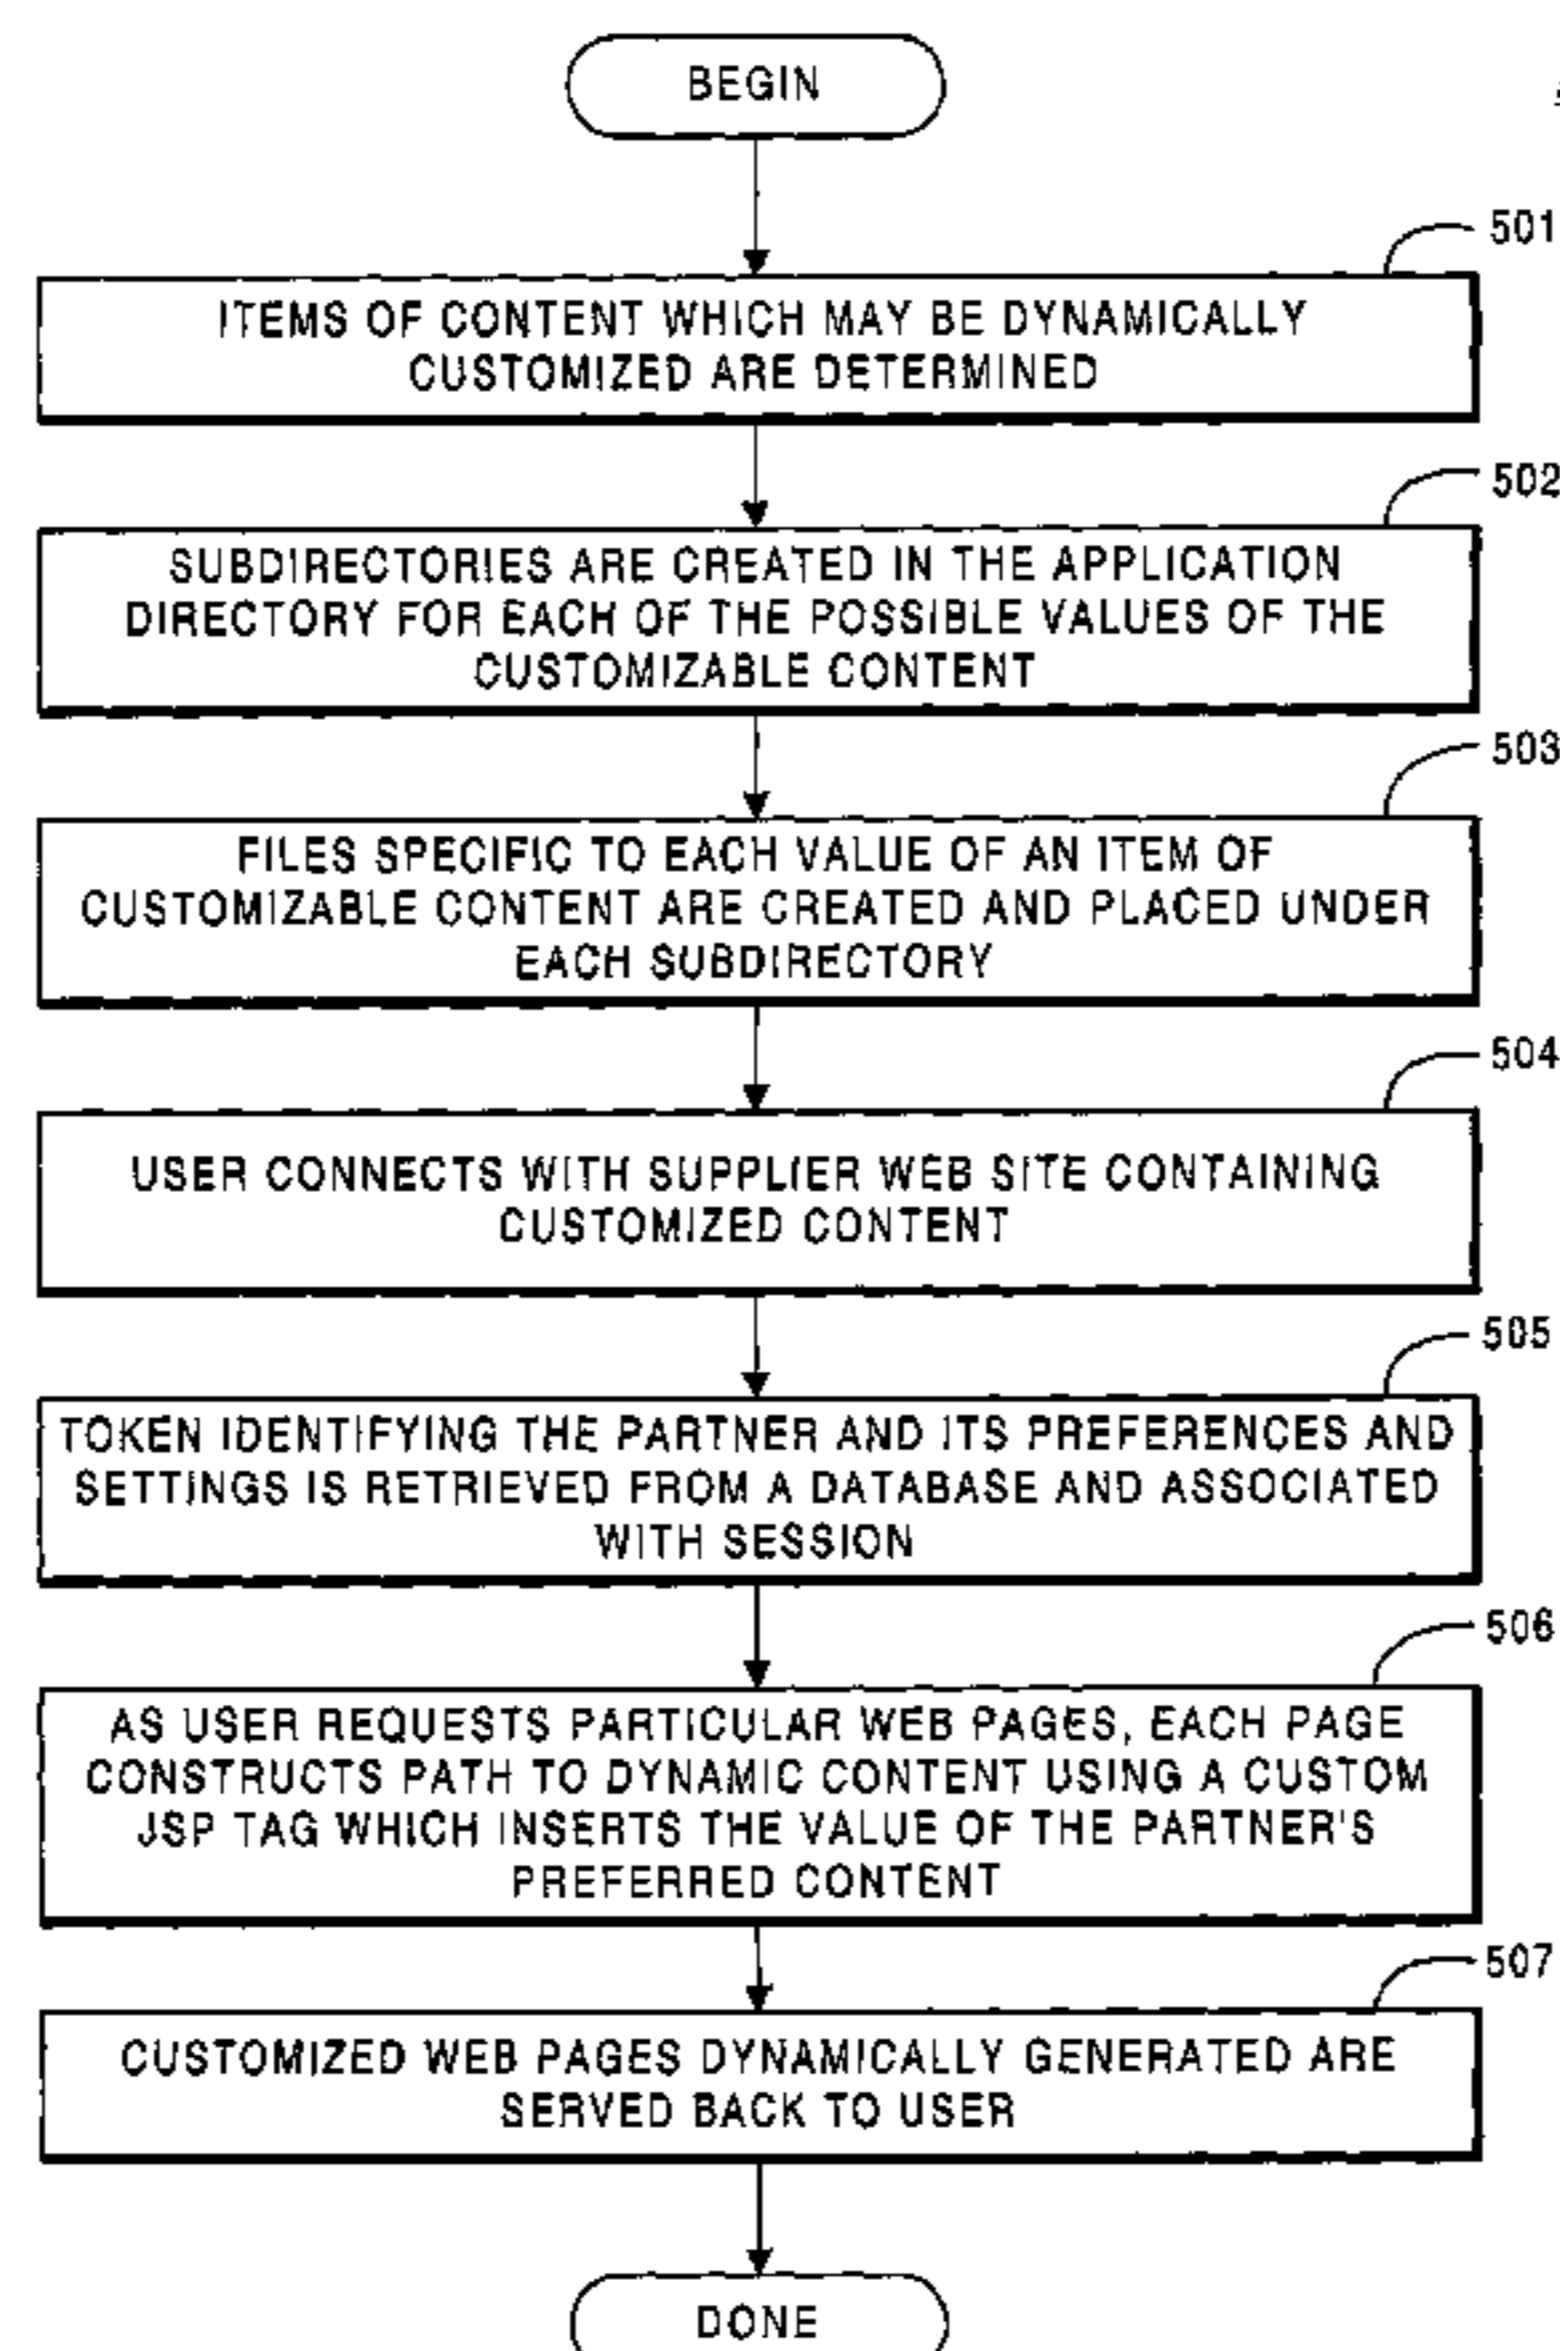 BEGIN
501
ITEMS OF CONTENT WHICH MAY BE DYNAMICALLY
CUSTOMIZED ARE DETERMINED
502
SUBDIRECTORIES ARE CREATED IN THE APPLICATION
DIRECTORY FOR EACH OF THE POSSIBLE VALUES OF THE
CUSTOMIZABLE CONTENT
503
FILES SPECIFIC TO EACH VALUE OF AN ITEM OF
CUSTOMIZABLE CONTENT ARE CREATED AND PLACED UNDER
EACH SUBDIRECTORY
504
USER CONNECTS WITH SUPPLIER WEB SITE CONTAINING
CUSTOMIZED CONTENT
505
TOKEN IDENTIFYING THE PARTNER AND ITS PREFERENCES AND
SETTINGS IS RETRIEVED FROM A DATABASE AND ASSOCIATED
WITH SESSION
506
AS USER REQUESTS PARTICULAR WEB PAGES, EACH PAGE
CONSTRUCTS PATH TO DYNAMIC CONTENT USING A CUSTOM
JSP TAG WHICH INSERTS THE VALUE OF THE PARTNER'S
PREFERRED CONTENT
507
CUSTOMIZED WEB PAGES DYNAMICALLY GENERATED ARE
SERVED BACK TO USER
DONE